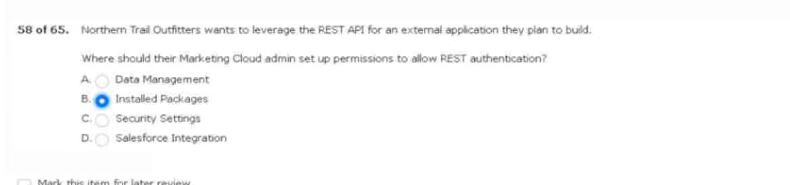 58 of 65. Northern Trail Outfitters wants to leverage the REST API for an external application they plan to build.
Where should their Marketing Cloud admin set up permissions to allow REST authentication?
A. Data Management
B. Installed Packages
C. Security Settings
D. Salesforce Integration
Mark this item for later review